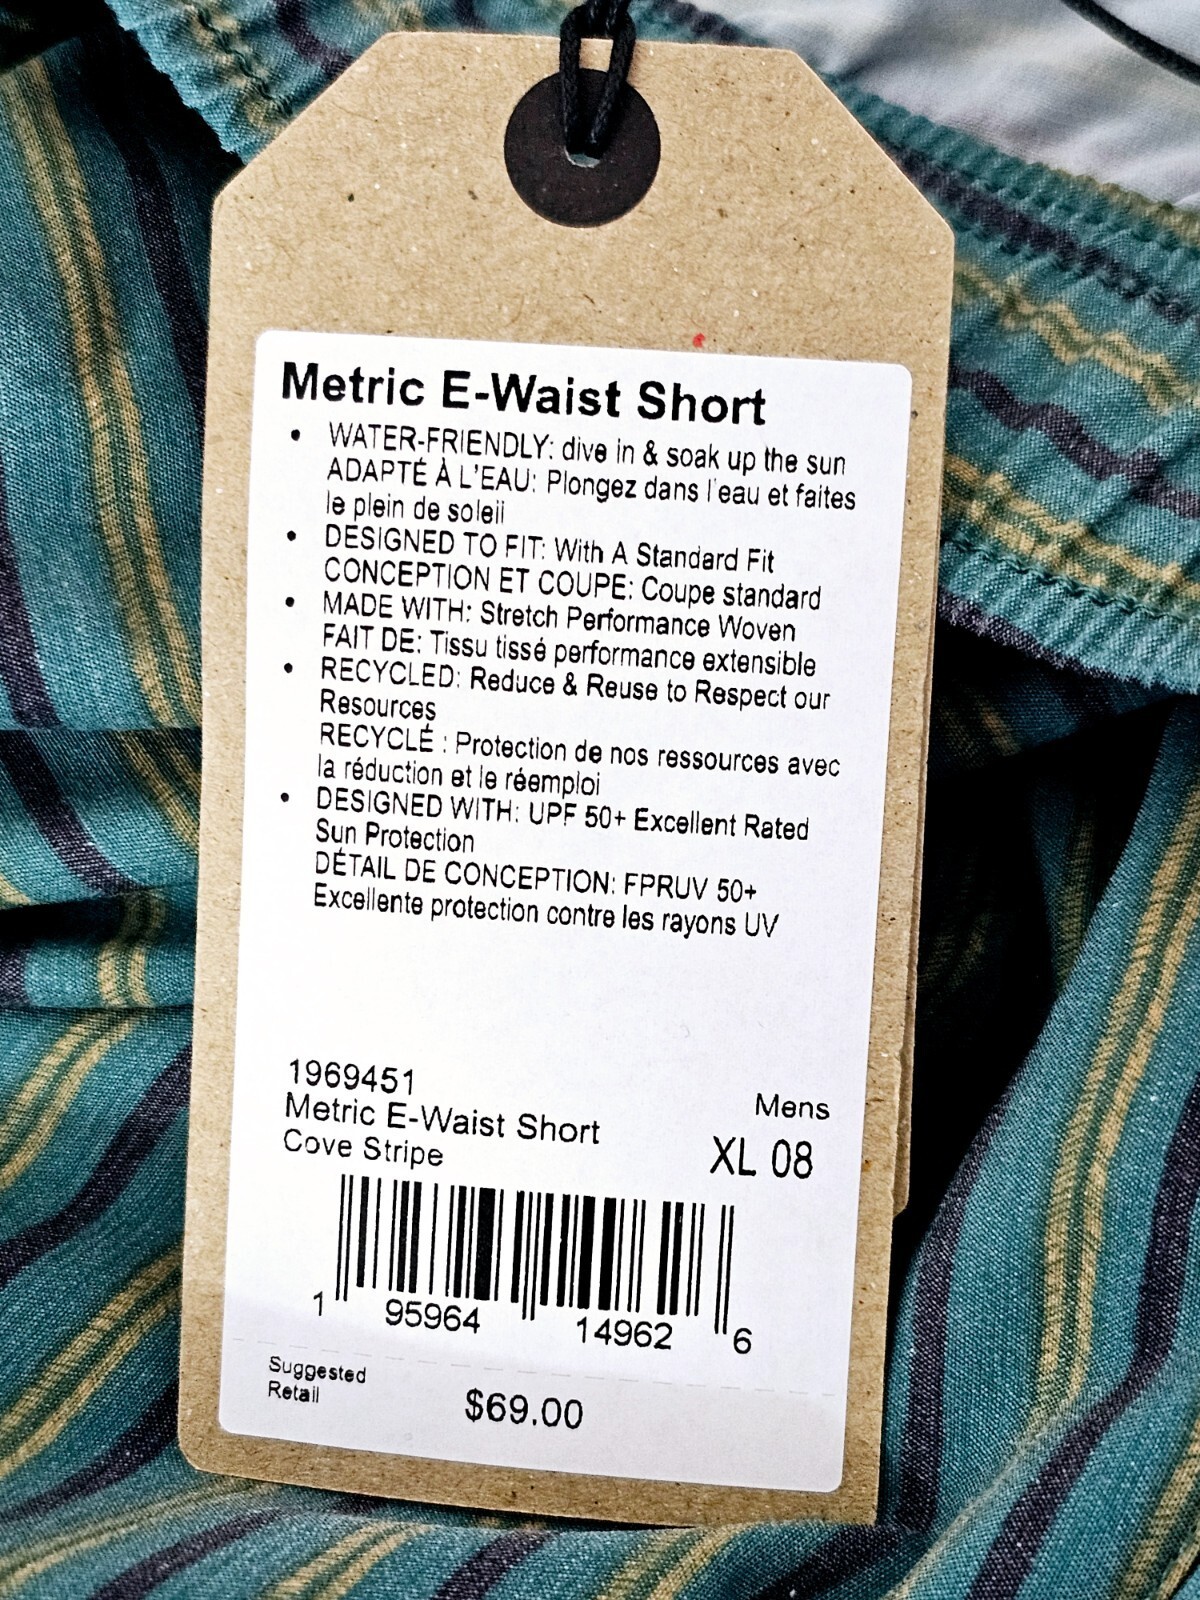 Metric E-Waist Short
• WATER-FRIENDLY: dive in & soak up the sun
ADAPTÉ À L'EAU: Plongez dans l'eau et faites
le plein de soleil
• DESIGNED TO FIT: With A Standard Fit
CONCEPTION ET COUPE: Coupe standard
• MADE WITH: Stretch Performance Woven
FAIT DE: Tissu tissé performance extensible
• RECYCLED: Reduce & Reuse to Respect our
Resources
RECYCLÉ : Protection de nos ressources avec
la réduction et le réemploi
• DESIGNED WITH: UPF 50+ Excellent Rated
Sun Protection
DÉTAIL DE CONCEPTION: FPRUV 50+
Excellente protection contre les rayons UV
1969451
Metric E-Waist Short
Cove Stripe
Mens
XL 08
1 95964 14962 6
Suggested
Retail
$69.00